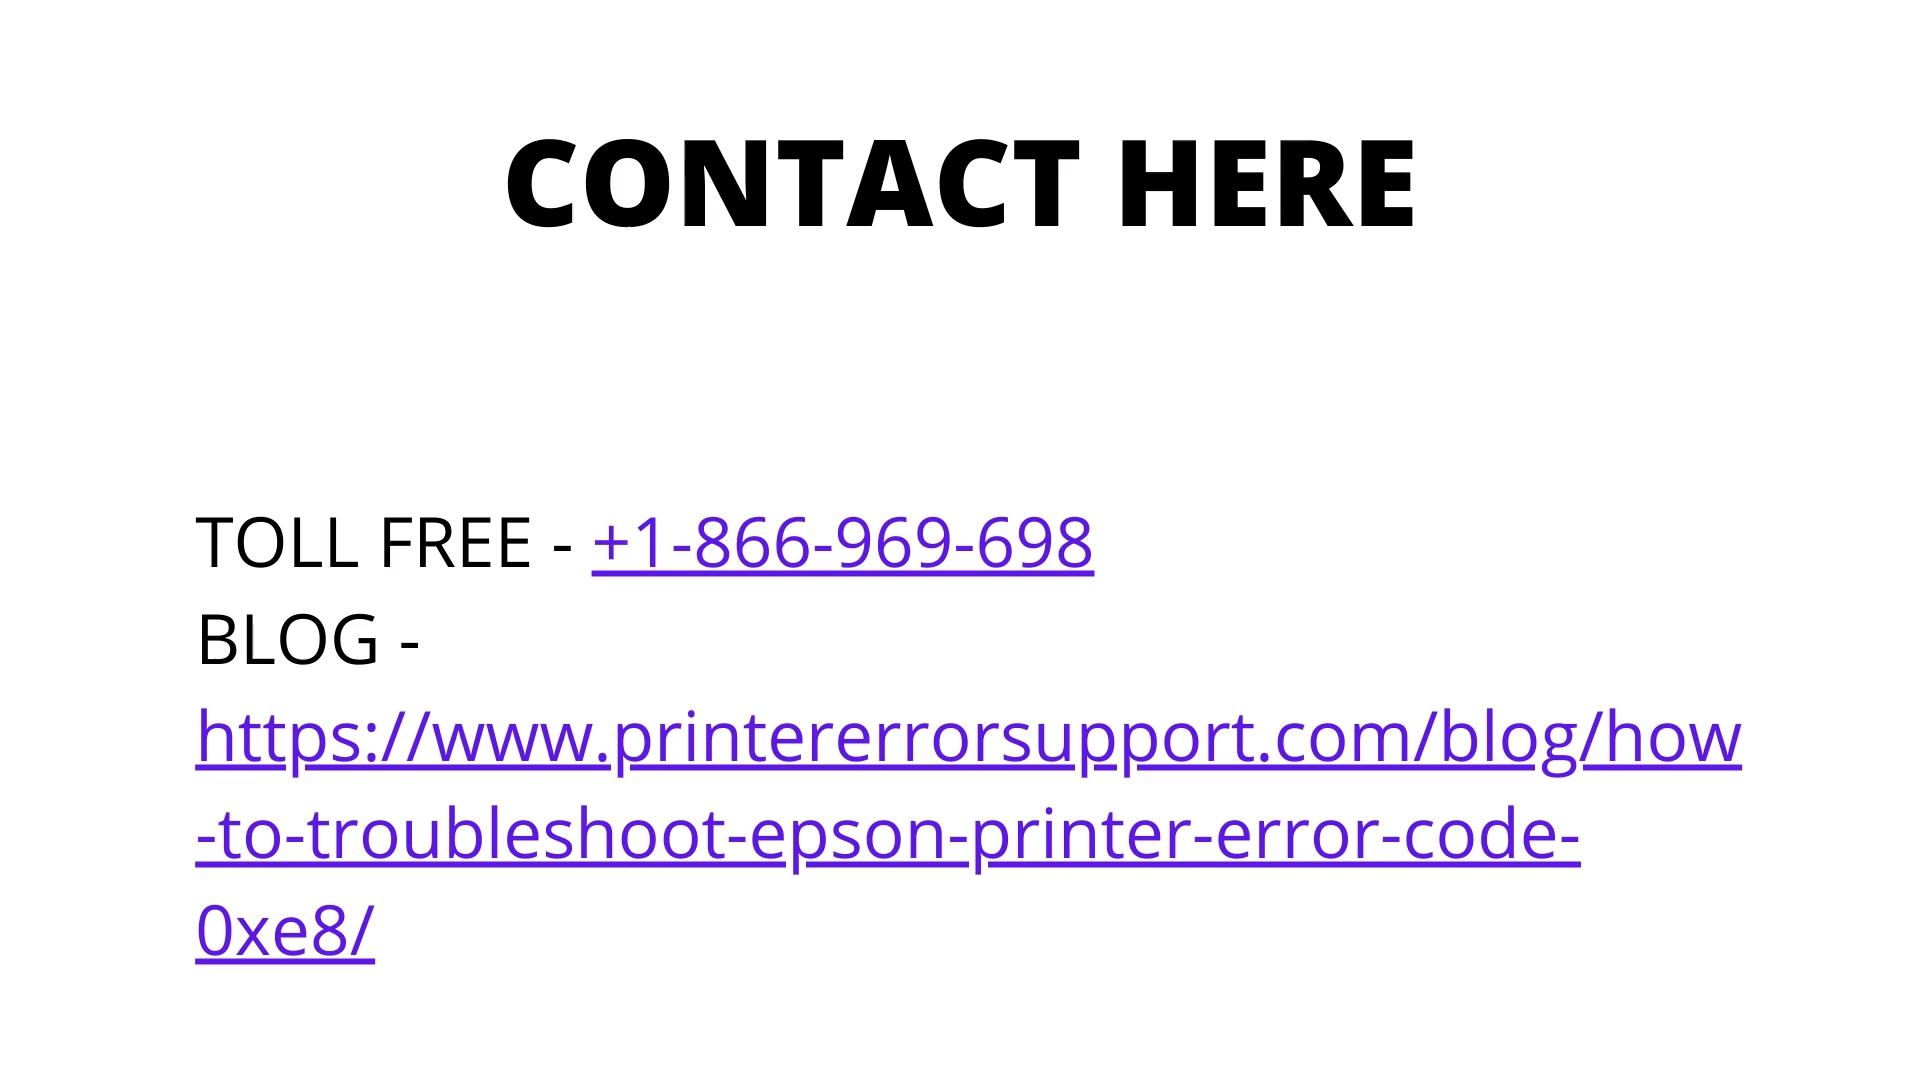 CONTACT HERE
TOLL FREE - +1-866-969-698
BLOG -
https://www.printererrorsupport.com/blog/how
-to-troubleshoot-epson-printer-error-code-
0xe8/